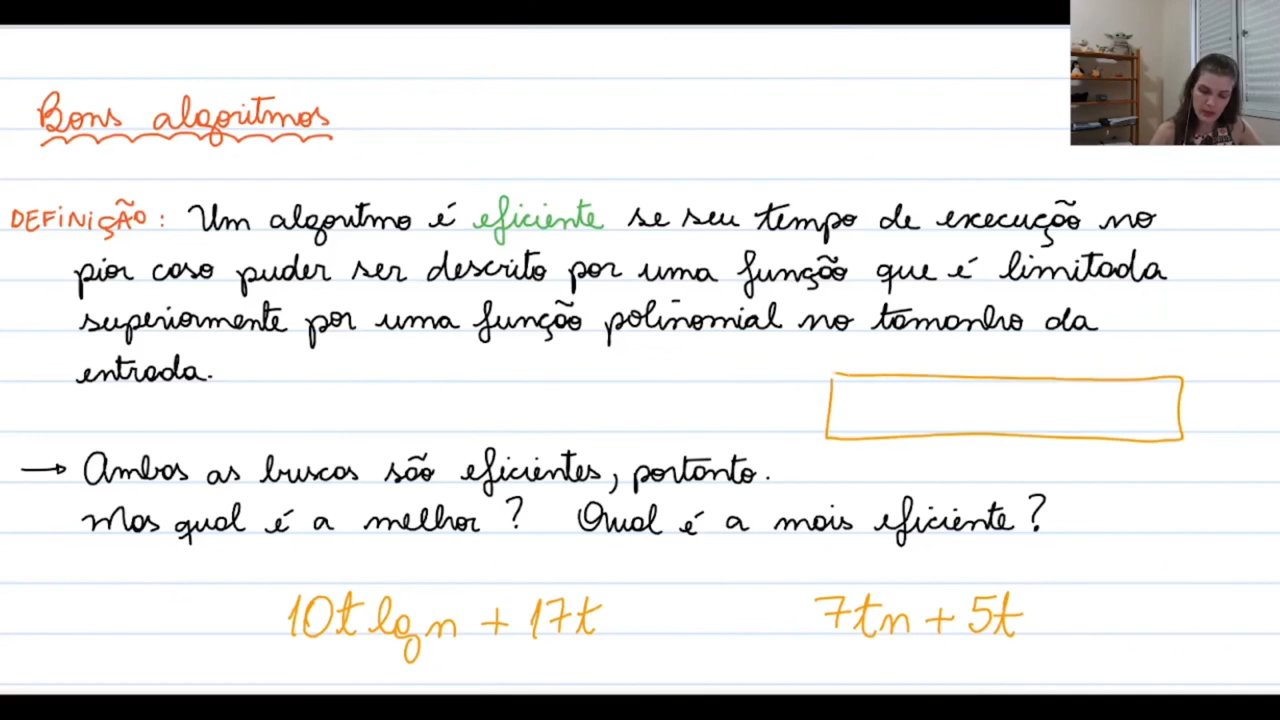 Bons algoritmos
DEFINIÇÃO: Um algoritmo é eficiente se seu tempo de execução no
pior caso puder ser descrito por uma função que é limitada
superiormente por uma função polinomial no tamanho da
entrada.
→ Ambas as buscas são eficientes, portanto.
Mas qual é a melhor? Qual é a mais eficiente?
10t lg n + 17t 7tn + 5t